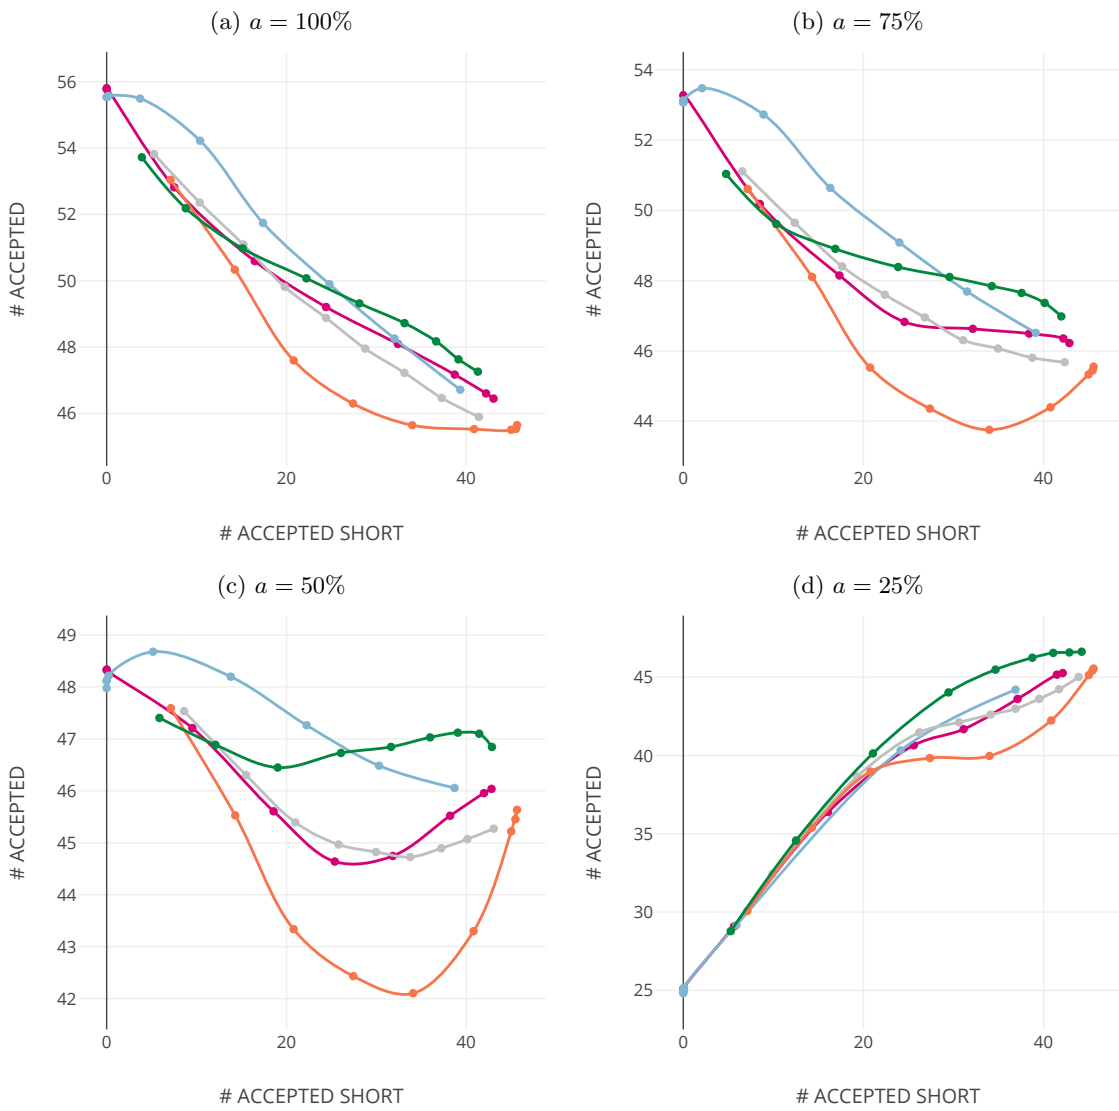 (a) a = 100%
56
54
52
50
48
46
# ACCEPTED
0 20 40
# ACCEPTED SHORT
(b) a = 75%
54
52
50
48
46
44
# ACCEPTED
0 20 40
# ACCEPTED SHORT
(c) a = 50%
49
48
47
46
45
44
43
42
# ACCEPTED
0 20 40
# ACCEPTED SHORT
(d) a = 25%
45
40
35
30
25
# ACCEPTED
0 20 40
# ACCEPTED SHORT